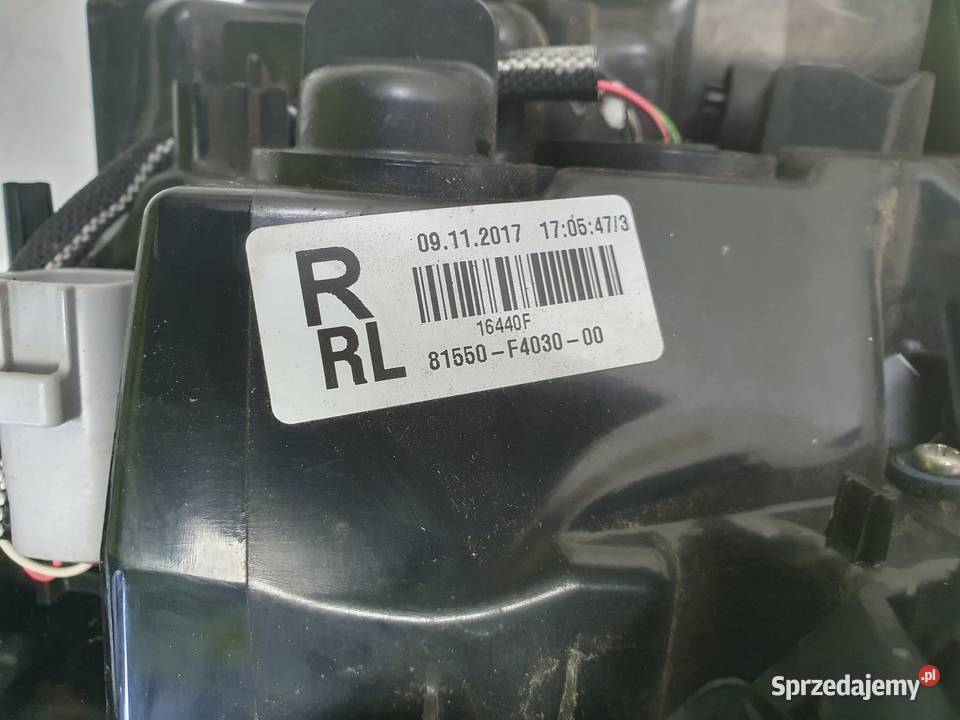 R
RL
09.11.2017 17:05:47/3
16440F
81550-F4030-00
Sprzedajemy.pl